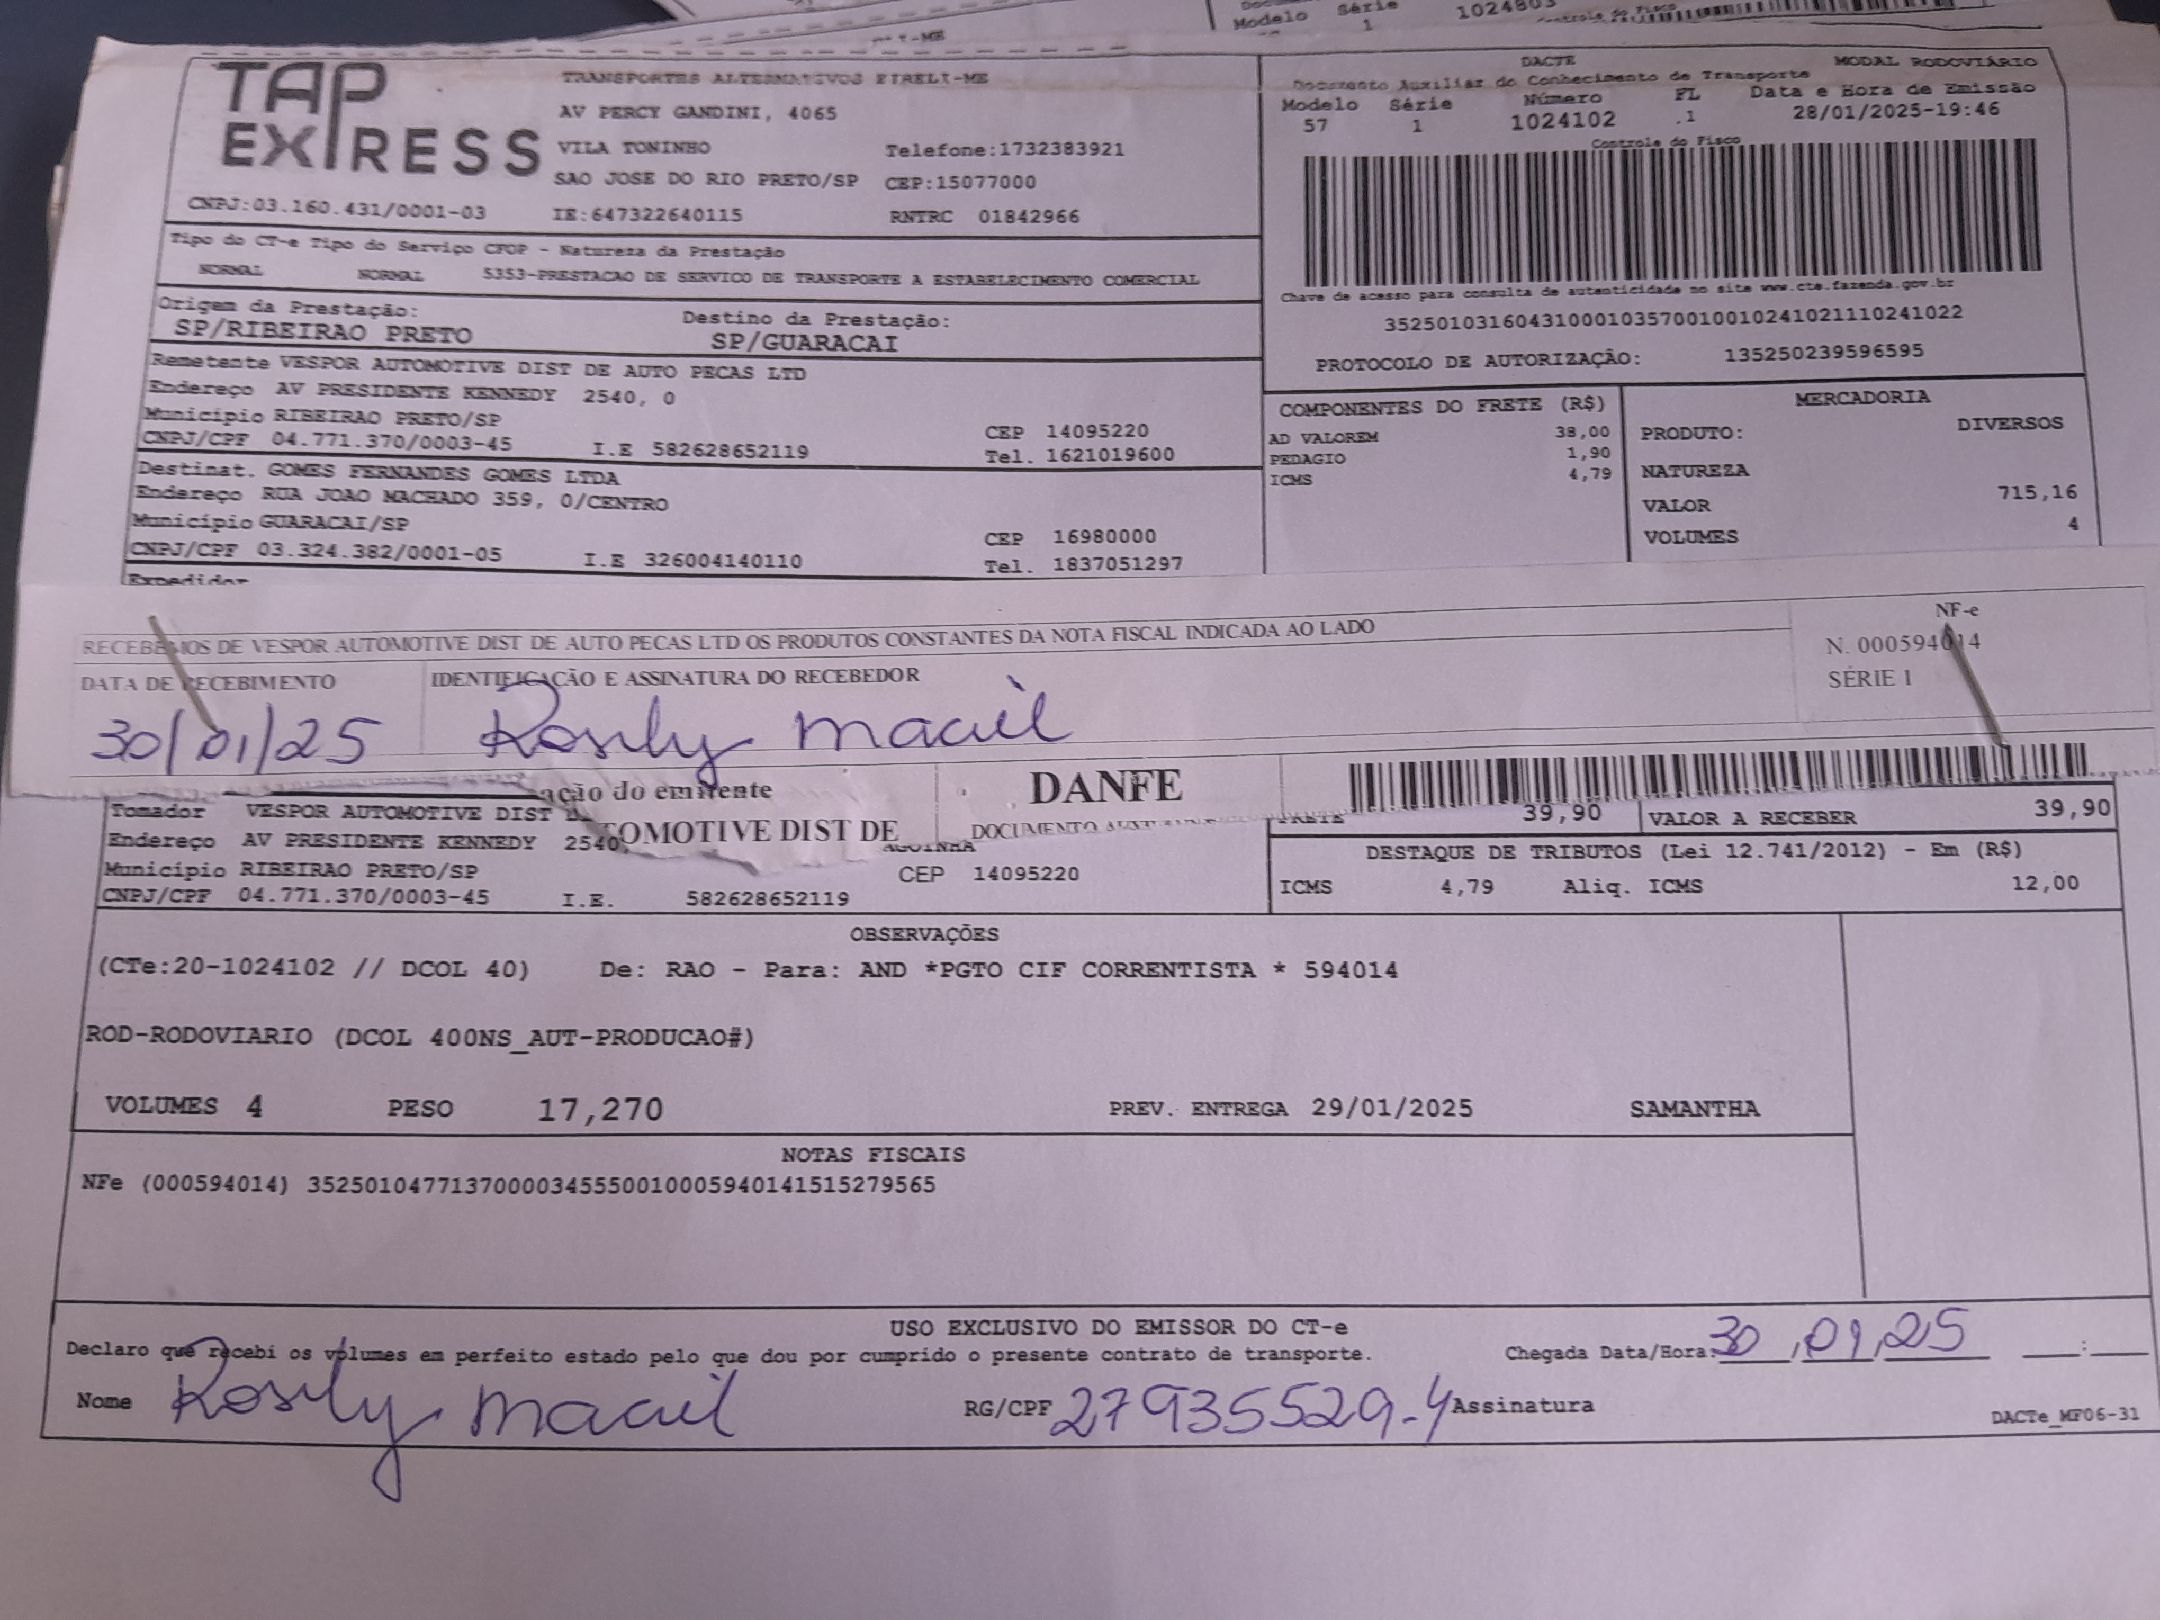 Modelo Série 1024803
1
TAP EXPRESS
TRANSPORTES ALTERNATIVOS EIRELI-ME
AV PERCY GANDINI, 4065
VILA TONINHO Telefone:1732383921
SAO JOSE DO RIO PRETO/SP CEP:15077000
CNPJ:03.160.431/0001-03 IE:647322640115 RNTRC 01842966
DACTE MODAL RODOVIÁRIO
Documento Auxiliar do Conhecimento de Transporte
Modelo Série Número FL Data e Hora de Emissão
57 1 1024102 .1 28/01/2025-19:46
Controle do Fisco
Chave de acesso para consulta de autenticidade no site www.cte.fazenda.gov.br
35250103160431000103570010010241021110241022
PROTOCOLO DE AUTORIZAÇÃO: 135250239596595
Tipo do CT-e Tipo do Serviço CFOP - Natureza da Prestação
NORMAL NORMAL 5353-PRESTACAO DE SERVICO DE TRANSPORTE A ESTABELECIMENTO COMERCIAL
Origem da Prestação: Destino da Prestação:
SP/RIBEIRAO PRETO SP/GUARACAI
Remetente VESPOR AUTOMOTIVE DIST DE AUTO PECAS LTD
Endereço AV PRESIDENTE KENNEDY 2540, 0
Município RIBEIRAO PRETO/SP CEP 14095220
CNPJ/CPF 04.771.370/0003-45 I.E 582628652119 Tel. 1621019600
Destinat. GOMES FERNANDES GOMES LTDA
Endereço RUA JOAO MACHADO 359, 0/CENTRO
Município GUARACAI/SP CEP 16980000
CNPJ/CPF 03.324.382/0001-05 I.E 326004140110 Tel. 1837051297
Expedidor
COMPONENTES DO FRETE (R$)
AD VALOREM 38,00
PEDAGIO 1,90
ICMS 4,79
MERCADORIA
PRODUTO: DIVERSOS
NATUREZA
VALOR 715,16
VOLUMES 4
RECEBEMOS DE VESPOR AUTOMOTIVE DIST DE AUTO PECAS LTD OS PRODUTOS CONSTANTES DA NOTA FISCAL INDICADA AO LADO
NF-e
N. 000594014
SÉRIE 1
DATA DE RECEBIMENTO IDENTIFICAÇÃO E ASSINATURA DO RECEBEDOR
30/01/25 Rosily Maciel
ação do emitente DANFE
TOMOTIVE DIST DE DOCUMENTO
Tomador VESPOR AUTOMOTIVE DIST
Endereço AV PRESIDENTE KENNEDY 2540,
Município RIBEIRAO PRETO/SP CEP 14095220
CNPJ/CPF 04.771.370/0003-45 I.E. 582628652119
FRETE 39,90 VALOR A RECEBER 39,90
DESTAQUE DE TRIBUTOS (Lei 12.741/2012) - Em (R$)
ICMS 4,79 Aliq. ICMS 12,00
OBSERVAÇÕES
(CTe:20-1024102 // DCOL 40) De: RAO - Para: AND *PGTO CIF CORRENTISTA * 594014
ROD-RODOVIARIO (DCOL 400NS_AUT-PRODUCAO#)
VOLUMES 4 PESO 17,270 PREV. ENTREGA 29/01/2025 SAMANTHA
NOTAS FISCAIS
NFe (000594014) 35250104771370000345550010005940141515279565
USO EXCLUSIVO DO EMISSOR DO CT-e
Declaro que recebi os volumes em perfeito estado pelo que dou por cumprido o presente contrato de transporte. Chegada Data/Hora: 30,01,25 :
Nome Rosily Maciel RG/CPF 27935529-4 Assinatura
DACTe_MF06-31